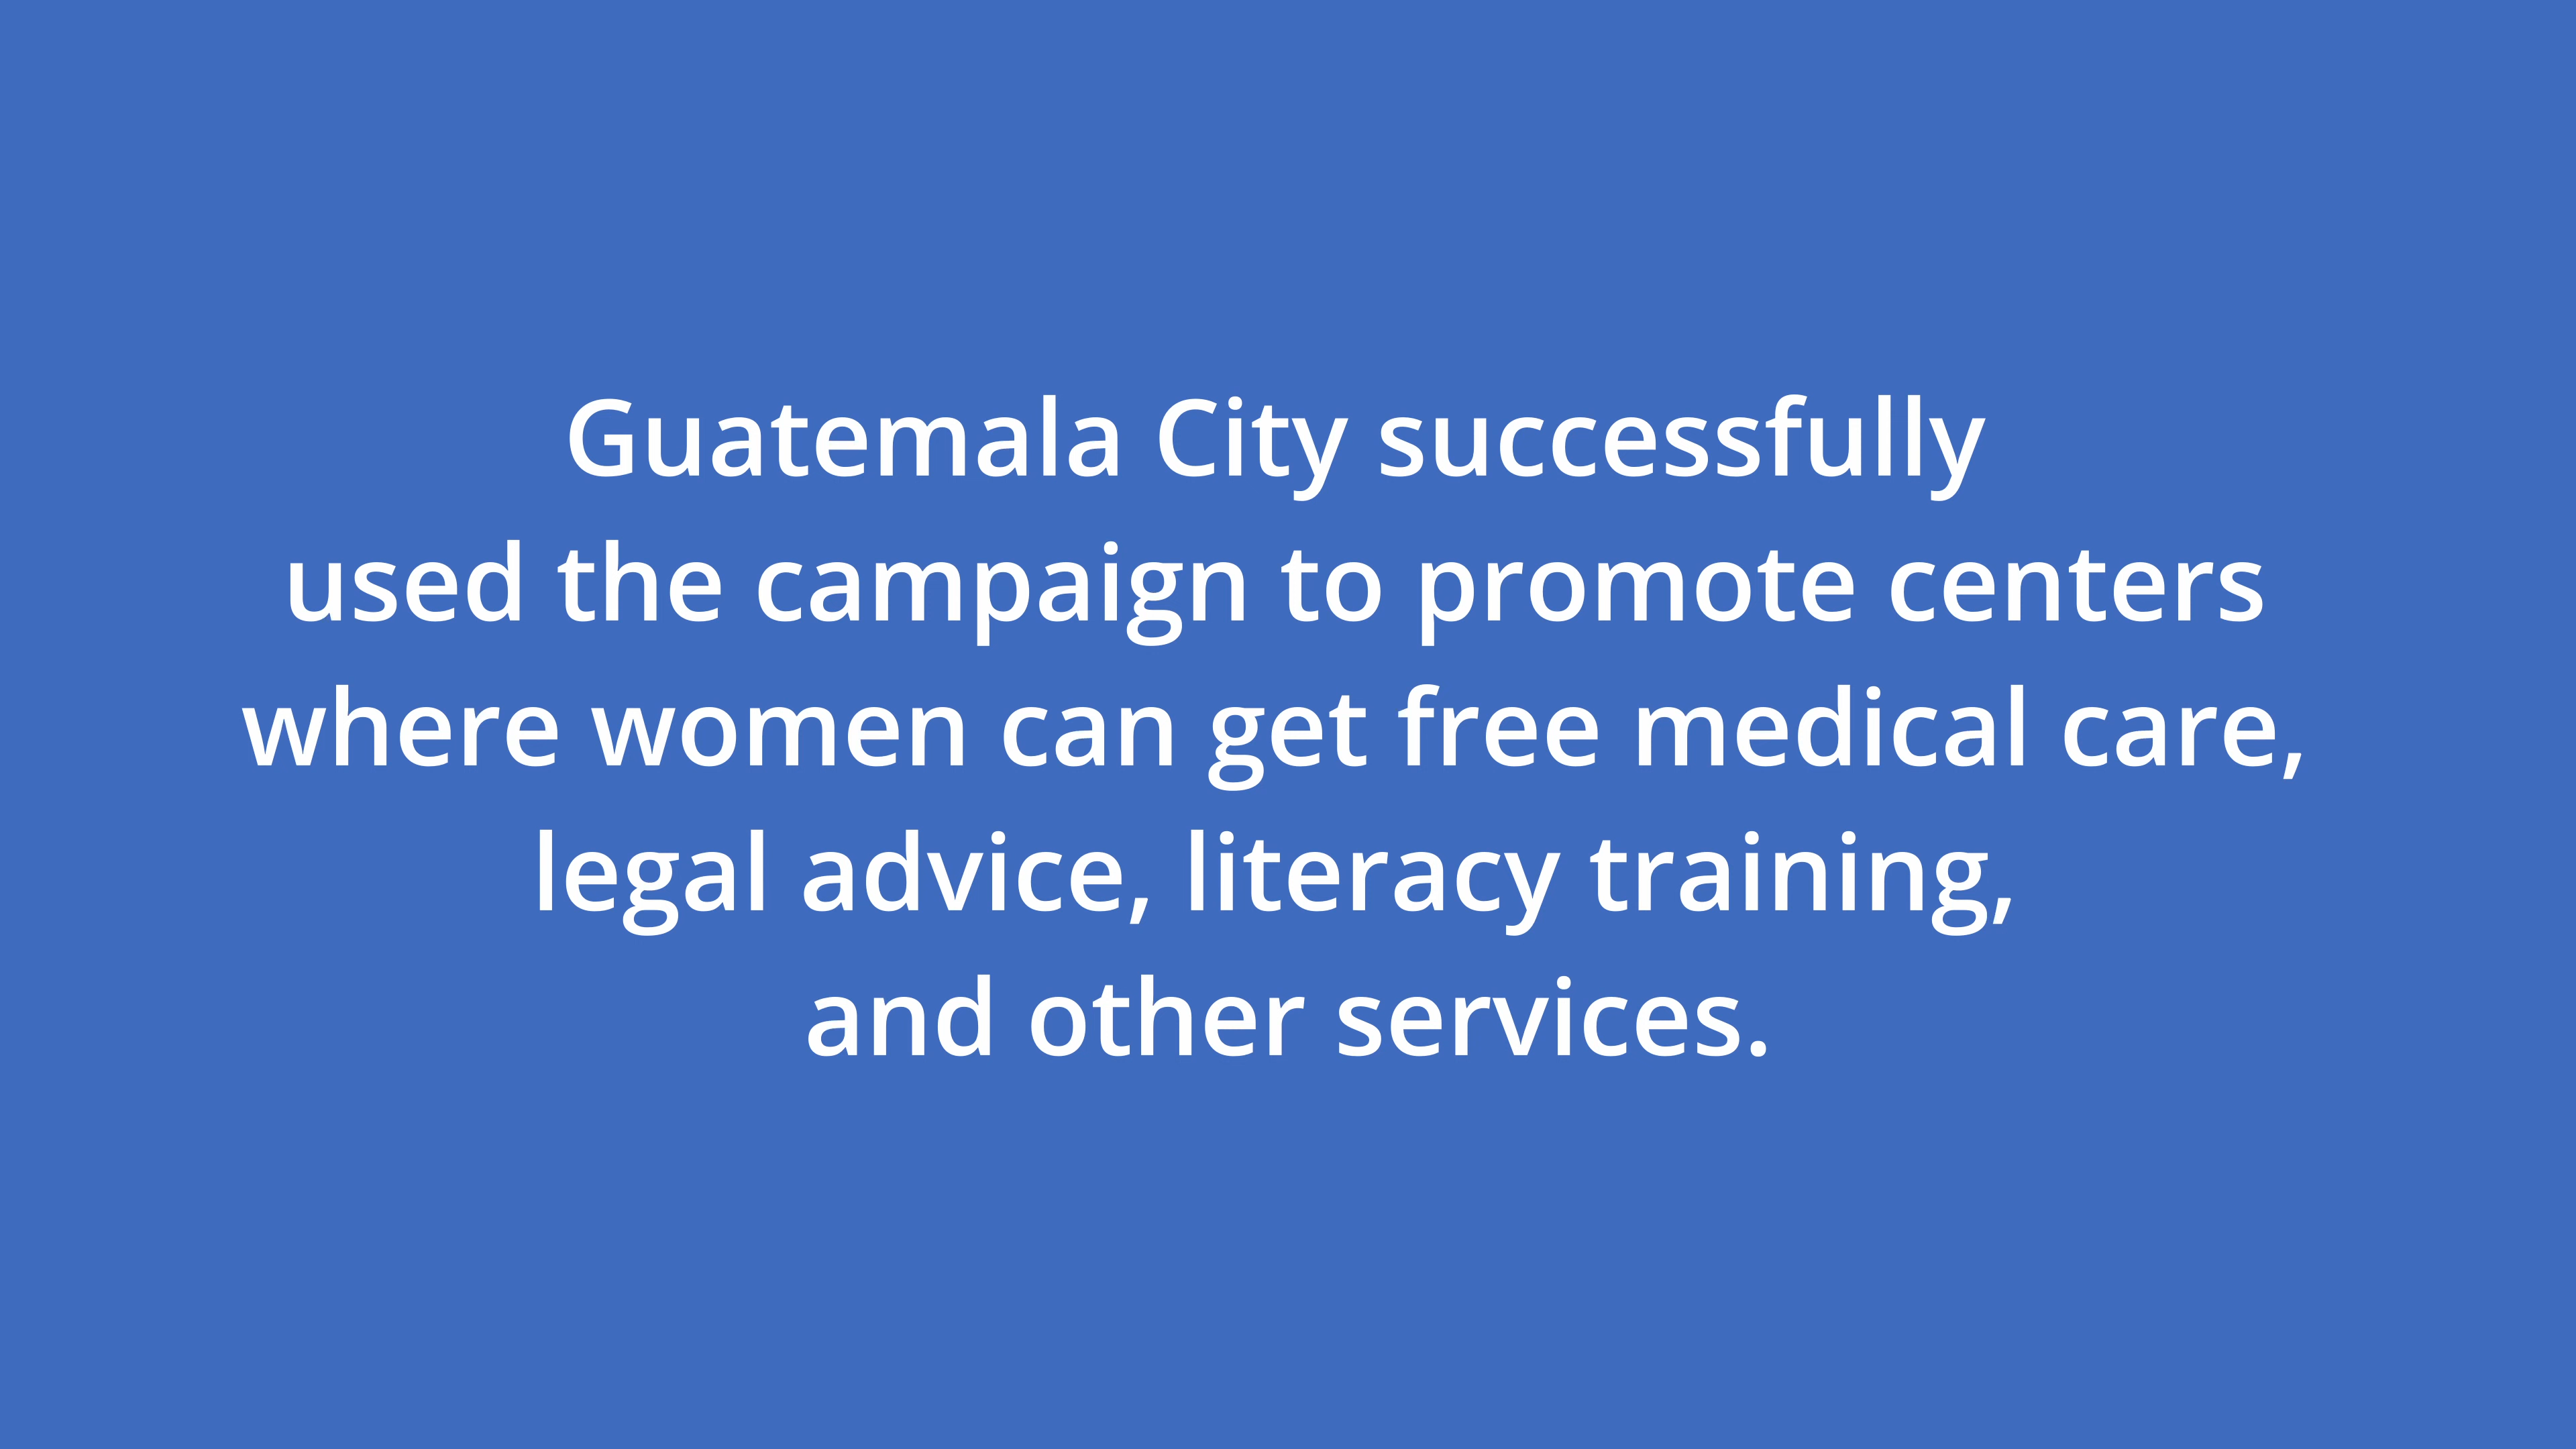 Guatemala City successfully
used the campaign to promote centers
where women can get free medical care,
legal advice, literacy training,
and other services.